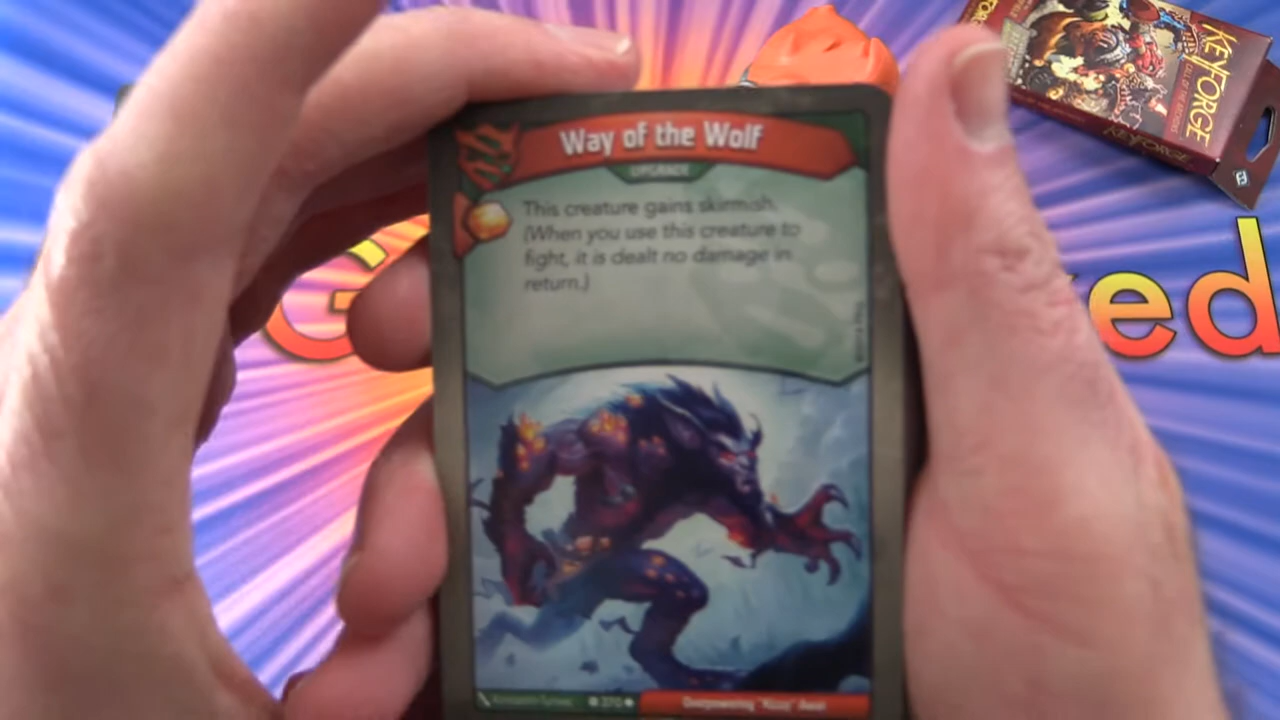 KEYFORGE
KEYFORGE
Way of the Wolf
UPGRADE
This creature gains skirmish.
(When you use this creature to
fight, it is dealt no damage in
return.)
G
ed
370